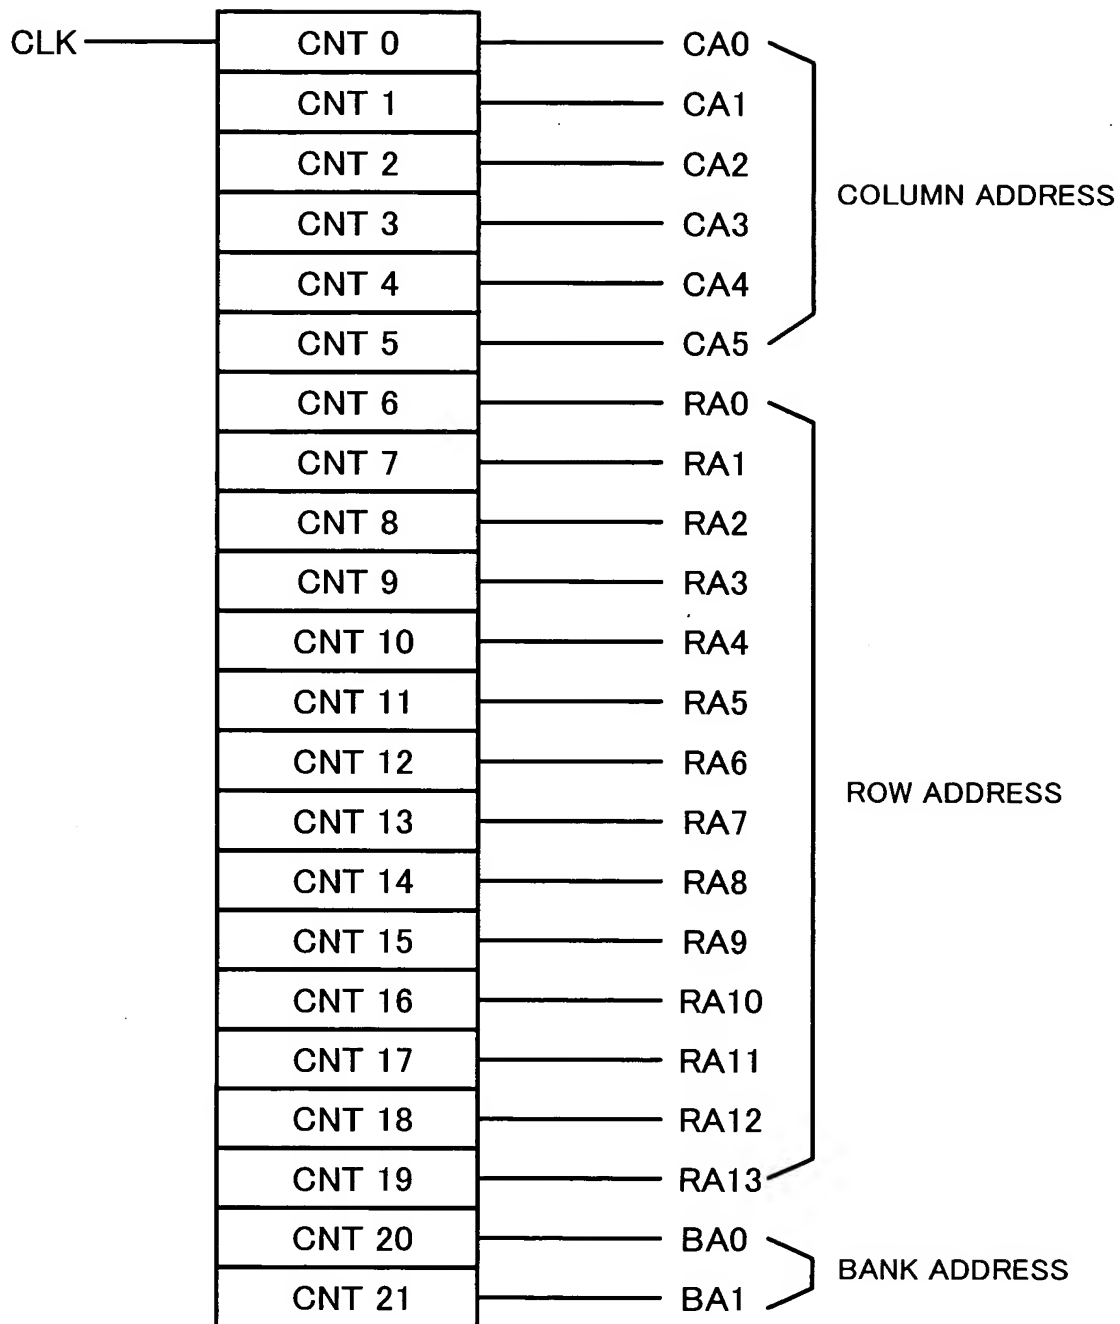 CLK CNT 0 CA0
CNT 1 CA1
CNT 2 CA2
COLUMN ADDRESS
CNT 3 CA3
CNT 4 CA4
CNT 5 CA5
CNT 6 RA0
CNT 7 RA1
CNT 8 RA2
CNT 9 RA3
CNT 10 RA4
CNT 11 RA5
CNT 12 RA6
ROW ADDRESS
CNT 13 RA7
CNT 14 RA8
CNT 15 RA9
CNT 16 RA10
CNT 17 RA11
CNT 18 RA12
CNT 19 RA13
CNT 20 BA0
BANK ADDRESS
CNT 21 BA1